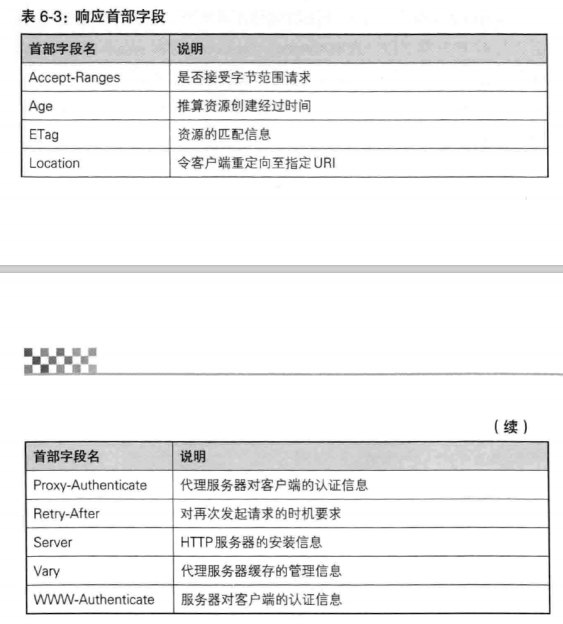 表 6-3：响应首部字段
首部字段名 说明
Accept-Ranges 是否接受字节范围请求
Age 推算资源创建经过时间
ETag 资源的匹配信息
Location 令客户端重定向至指定URI
（续）
首部字段名 说明
Proxy-Authenticate 代理服务器对客户端的认证信息
Retry-After 对再次发起请求的时机要求
Server HTTP服务器的安装信息
Vary 代理服务器缓存的管理信息
WWW-Authenticate 服务器对客户端的认证信息